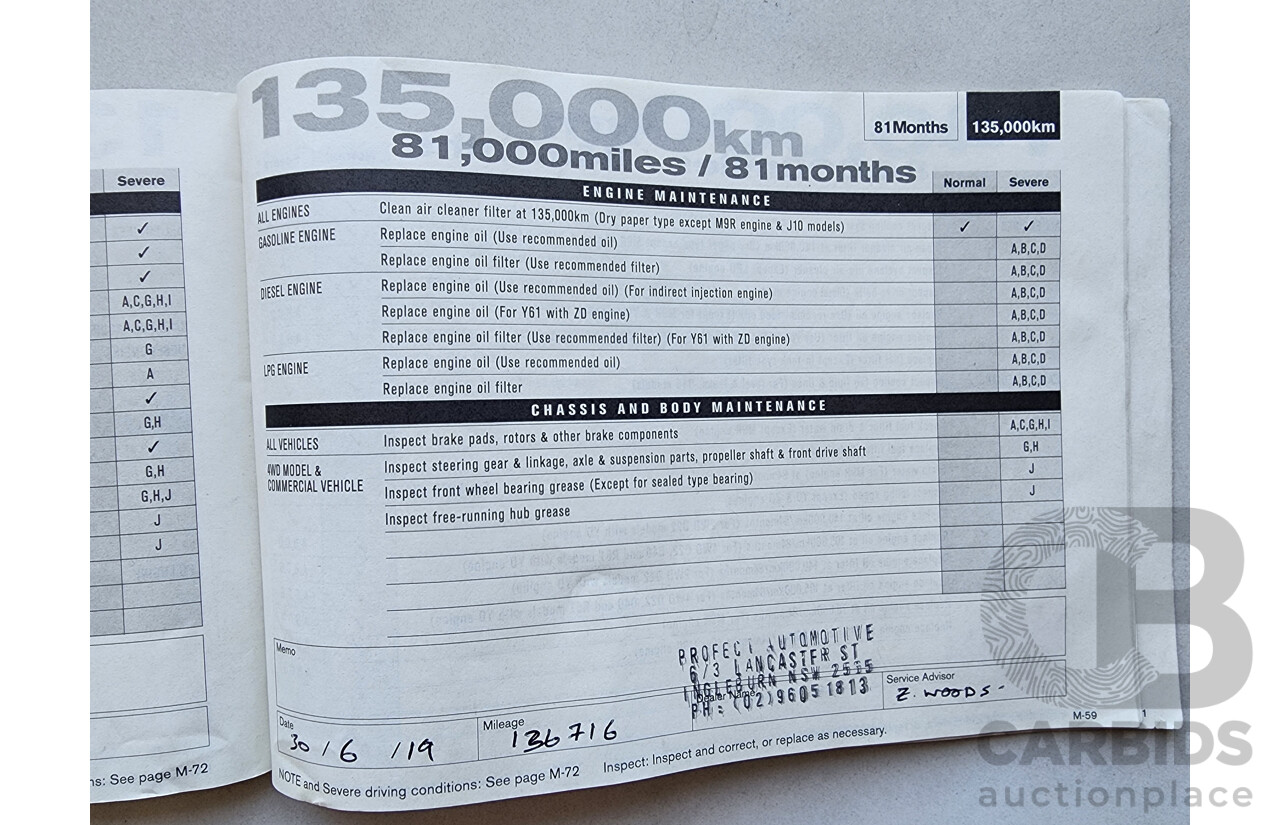 Severe
✓
✓
✓
A,C,G,H,I
A,C,G,H,I
G
A
✓
G,H
✓
G,H
G,H,J
J
J
ns: See page M-72
135,000km
81,000miles / 81months
81Months
135,000km
ENGINE MAINTENANCE Normal Severe
ALL ENGINES Clean air cleaner filter at 135,000km (Dry paper type except M9R engine & J10 models) ✓ ✓
GASOLINE ENGINE Replace engine oil (Use recommended oil) A,B,C,D
Replace engine oil filter (Use recommended filter) A,B,C,D
DIESEL ENGINE Replace engine oil (Use recommended oil) (For indirect injection engine) A,B,C,D
Replace engine oil (For Y61 with ZD engine) A,B,C,D
Replace engine oil filter (Use recommended filter) (For Y61 with ZD engine) A,B,C,D
LPG ENGINE Replace engine oil (Use recommended oil) A,B,C,D
Replace engine oil filter A,B,C,D
CHASSIS AND BODY MAINTENANCE
ALL VEHICLES Inspect brake pads, rotors & other brake components A,C,G,H,I
4WD MODEL & Inspect steering gear & linkage, axle & suspension parts, propeller shaft & front drive shaft G,H
COMMERCIAL VEHICLE Inspect front wheel bearing grease (Except for sealed type bearing) J
Inspect free-running hub grease J
Memo
PROFECT AUTOMOTIVE
6/3 LANCASTER ST
INGLEBURN NSW 2565
PH: (02)96051813
Dealer Name
Service Advisor
Z. WOODS-
Date
30 / 6 / 19
Mileage
136716
NOTE and Severe driving conditions: See page M-72 Inspect: Inspect and correct, or replace as necessary.
M-59 1
CB
CARBIDS
auctionplace